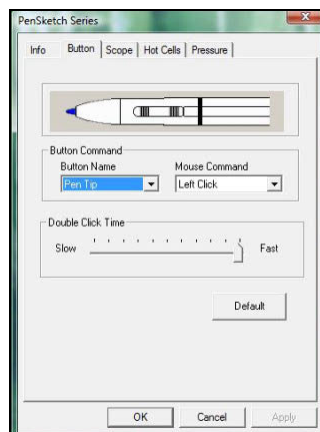 PenSketch Series
Info Button Scope Hot Cells Pressure
Button Command
Button Name Mouse Command
Pen Tip Left Click
Double Click Time
Slow Fast
Default
OK Cancel Apply